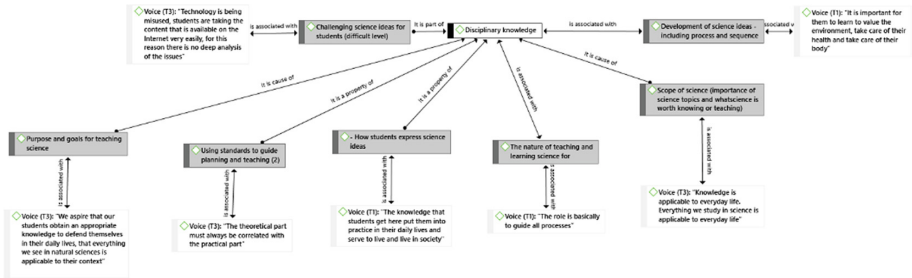 Voice (T3): "Technology is being
misused, students are taking the
content that is available on the
Internet very easily, for this
reason there is no deep analysis
of the issues"
is associated with
Challenging science ideas for
students (difficult level)
It is part of
Disciplinary knowledge
is associated with
Development of science ideas -
including process and sequence
associated v
Voice (T1): "It is important for
them to learn to value the
environment, take care of their
health and take care of their
body"
It is cause of
It is a property of
It is a property of
is associated with
It is cause of
Scope of science (importance of
science topics and whatscience is
worth knowing or teaching)
Purpose and goals for teaching
science
Using standards to guide
planning and teaching (2)
- How students express science
ideas
The nature of teaching and
learning science for
is associated with
is associated with
is associated with
is associated with
is associated with
Voice (T3): "We aspire that our
students obtain an appropriate
knowledge to defend themselves
in their daily lives, that everything
we see in natural sciences is
applicable to their context"
Voice (T3): "The theoretical part
must always be correlated with
the practical part"
Voice (T1): "The knowledge that
students get here put them into
practice in their daily lives and
serve to live and live in society"
Voice (T1): "The role is basically
to guide all processes"
Voice (T3): "Knowledge is
applicable to everyday life.
Everything we study in science is
applicable to everyday life"